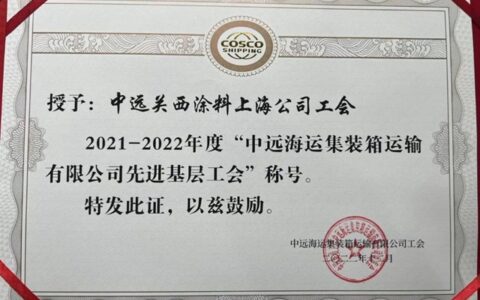 COSCO
SHIPPING
授予：中远关西涂料上海公司工会
2021-2022年度“中远海运集装箱运输
有限公司先进基层工会”称号。
特发此证，以兹鼓励。
中远海运集装箱运输有限公司工会